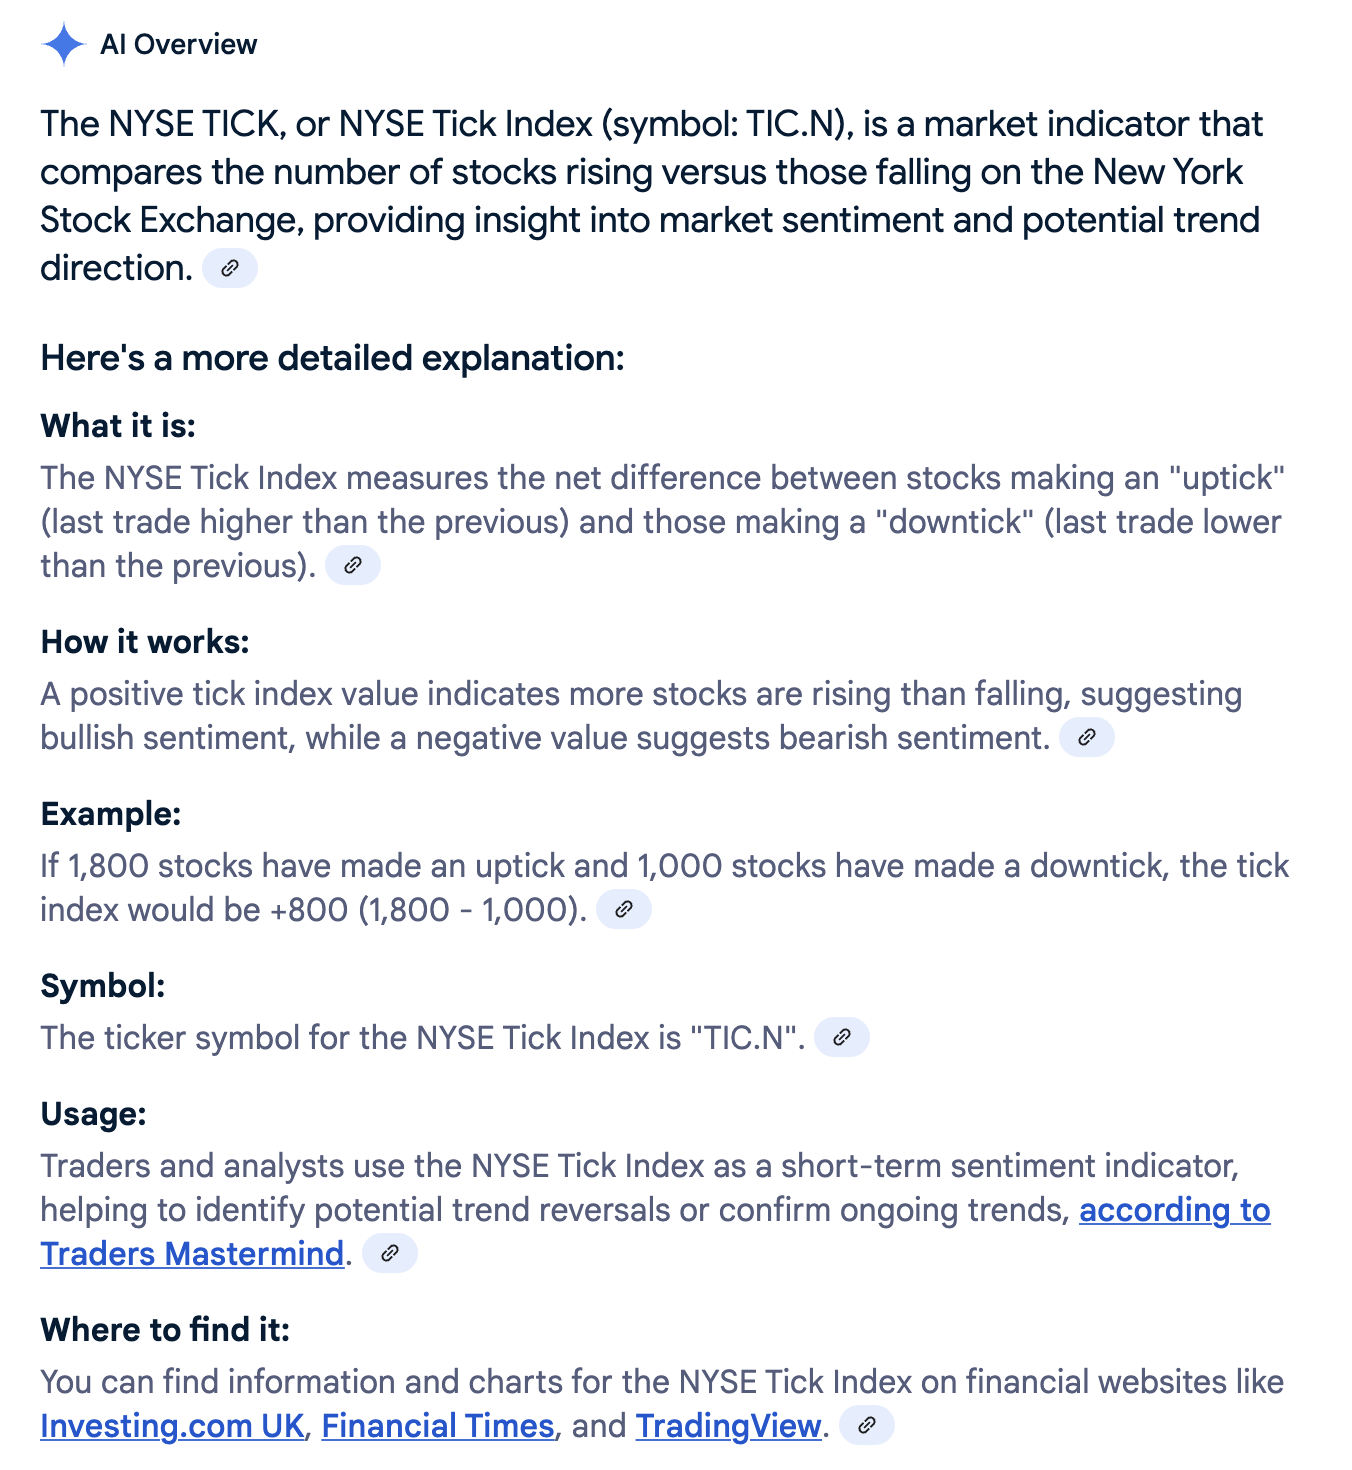 AI Overview
The NYSE TICK, or NYSE Tick Index (symbol: TIC.N), is a market indicator that
compares the number of stocks rising versus those falling on the New York
Stock Exchange, providing insight into market sentiment and potential trend
direction.
Here's a more detailed explanation:
What it is:
The NYSE Tick Index measures the net difference between stocks making an "uptick"
(last trade higher than the previous) and those making a "downtick" (last trade lower
than the previous).
How it works:
A positive tick index value indicates more stocks are rising than falling, suggesting
bullish sentiment, while a negative value suggests bearish sentiment.
Example:
If 1,800 stocks have made an uptick and 1,000 stocks have made a downtick, the tick
index would be +800 (1,800 - 1,000).
Symbol:
The ticker symbol for the NYSE Tick Index is "TIC.N".
Usage:
Traders and analysts use the NYSE Tick Index as a short-term sentiment indicator,
helping to identify potential trend reversals or confirm ongoing trends, according to
Traders Mastermind.
Where to find it:
You can find information and charts for the NYSE Tick Index on financial websites like
Investing.com UK, Financial Times, and TradingView.